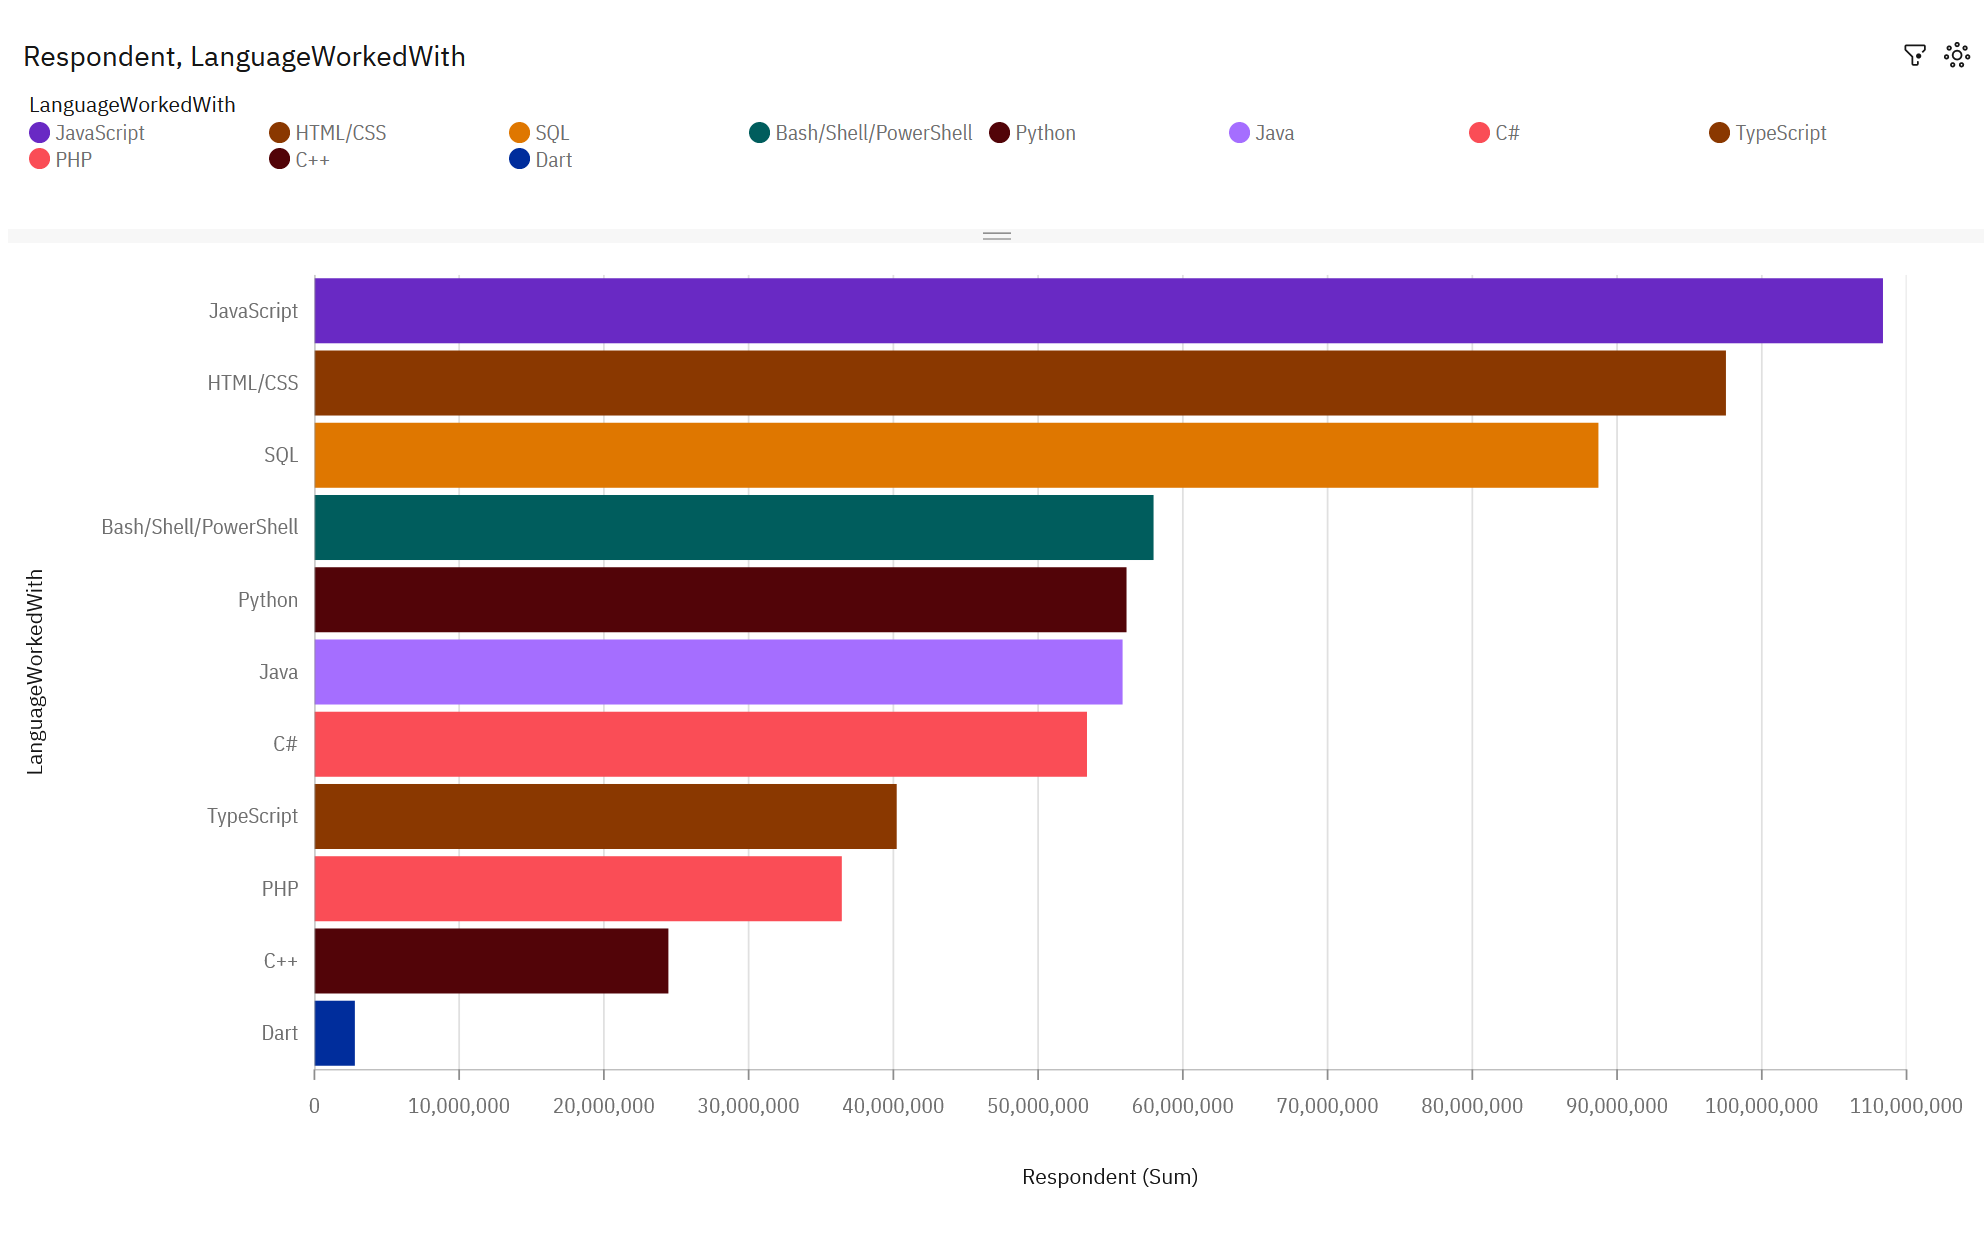 Respondent, LanguageWorkedWith
LanguageWorkedWith
JavaScript HTML/CSS SQL Bash/Shell/PowerShell Python Java C# TypeScript
PHP C++ Dart
LanguageWorkedWith
JavaScript
HTML/CSS
SQL
Bash/Shell/PowerShell
Python
Java
C#
TypeScript
PHP
C++
Dart
0 10,000,000 20,000,000 30,000,000 40,000,000 50,000,000 60,000,000 70,000,000 80,000,000 90,000,000 100,000,000 110,000,000
Respondent (Sum)